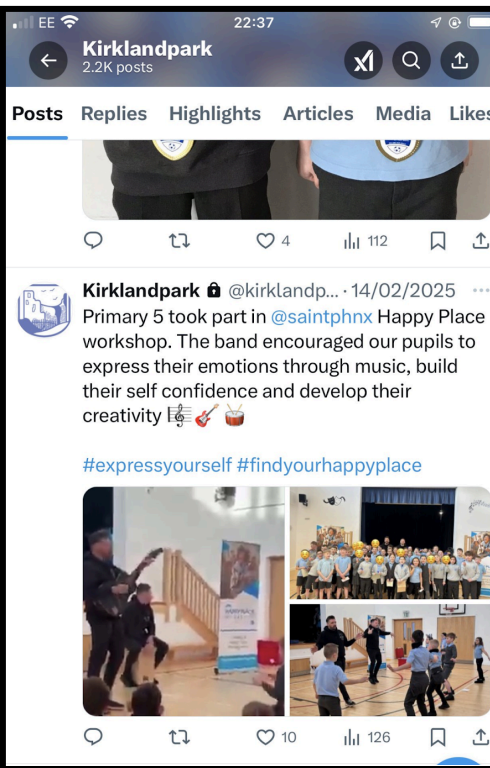 EE
22:37
Kirklandpark
2.2K posts
Posts Replies Highlights Articles Media Likes
4 112
Kirklandpark @kirklandp... · 14/02/2025
Primary 5 took part in @saintphnx Happy Place
workshop. The band encouraged our pupils to
express their emotions through music, build
their self confidence and develop their
creativity
#expressyourself #findyourhappyplace
10 126